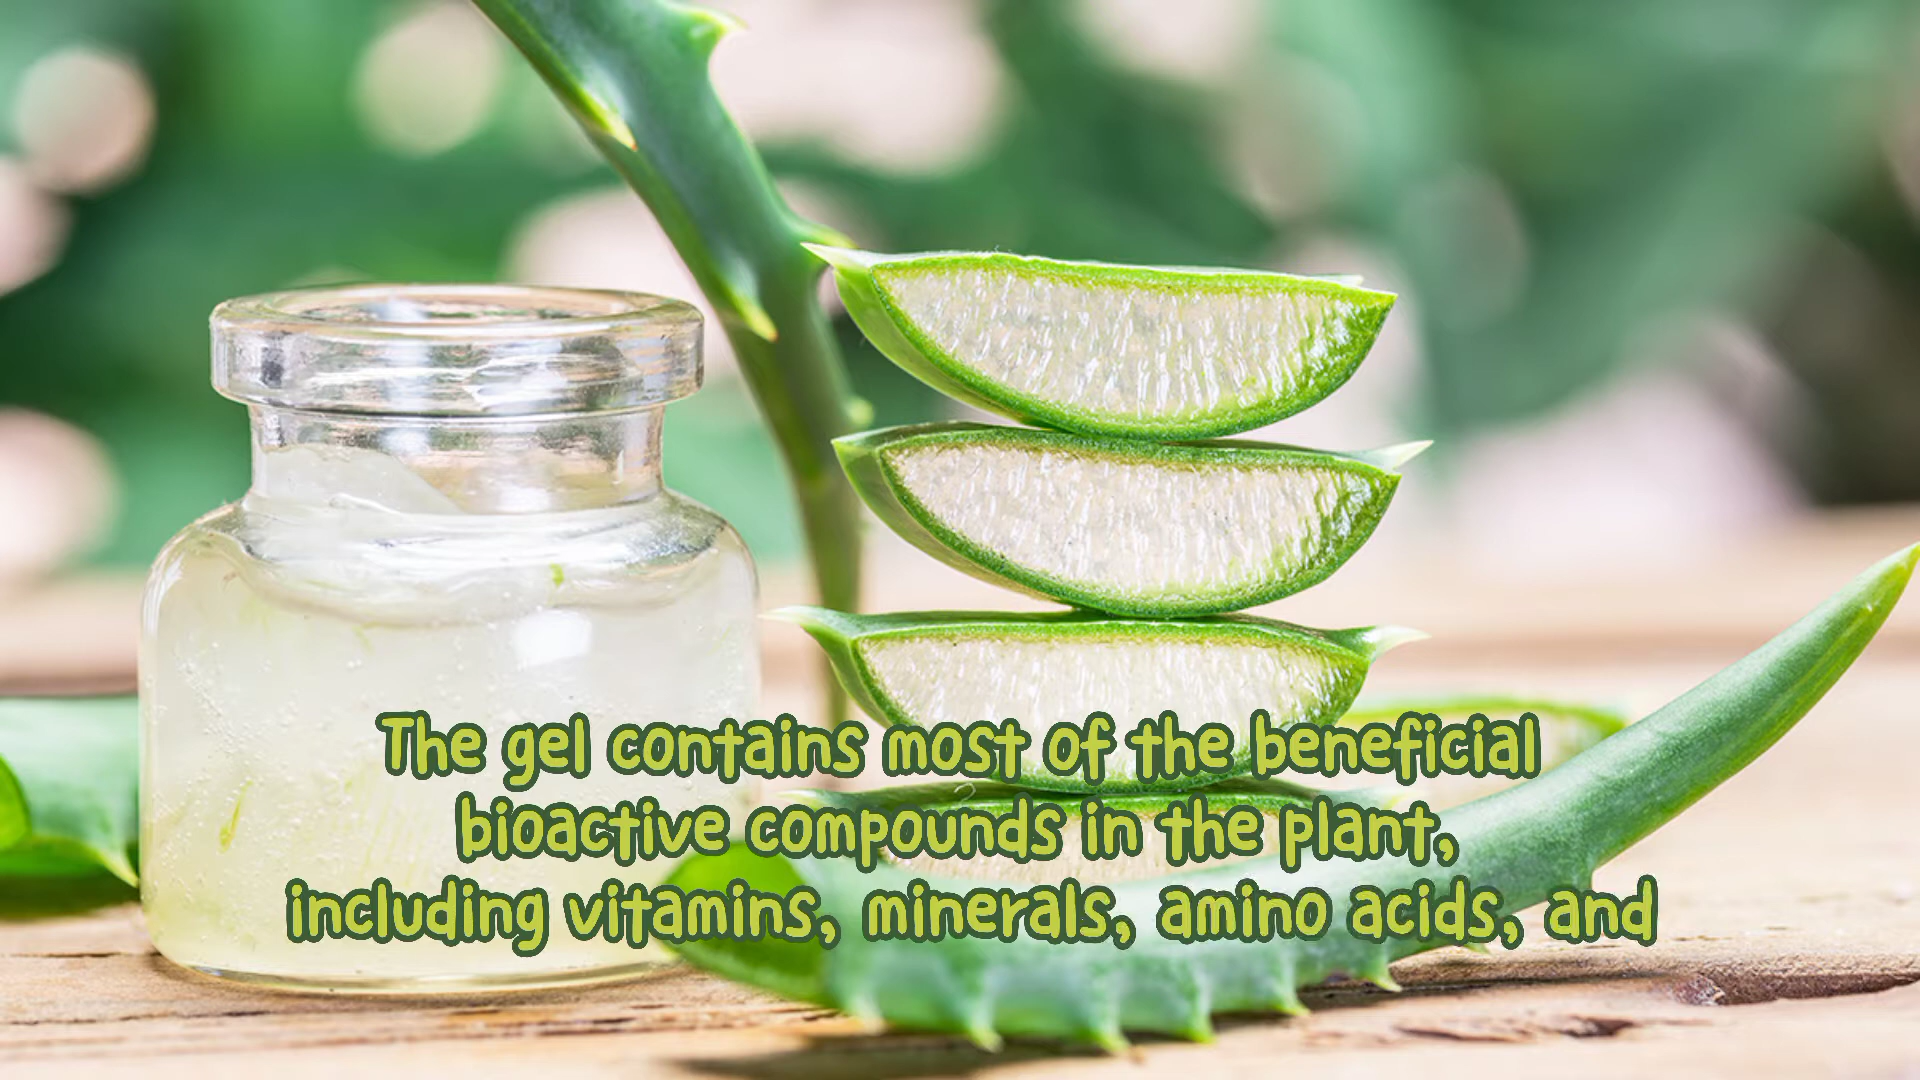 The gel contains most of the beneficial
bioactive compounds in the plant,
including vitamins, minerals, amino acids, and